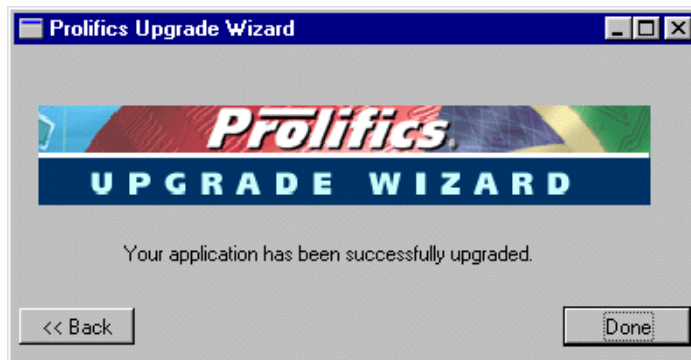 Prolifics Upgrade Wizard
Prolifics.
UPGRADE WIZARD
Your application has been successfully upgraded.
<< Back
Done